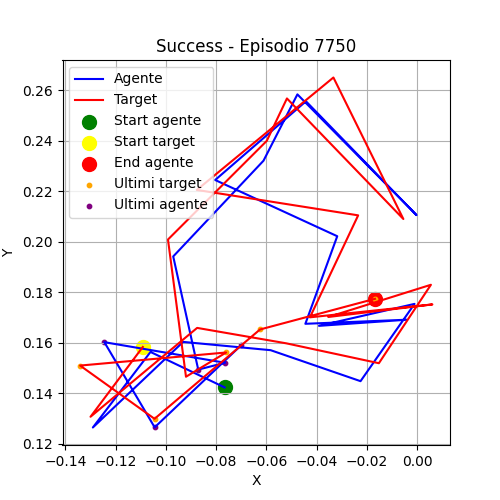 Success - Episodio 7750
Agente
Target
Start agente
Start target
End agente
Ultimi target
Ultimi agente
0.26
0.24
0.22
0.20
0.18
0.16
0.14
0.12
Y
−0.14 −0.12 −0.10 −0.08 −0.06 −0.04 −0.02 0.00
X